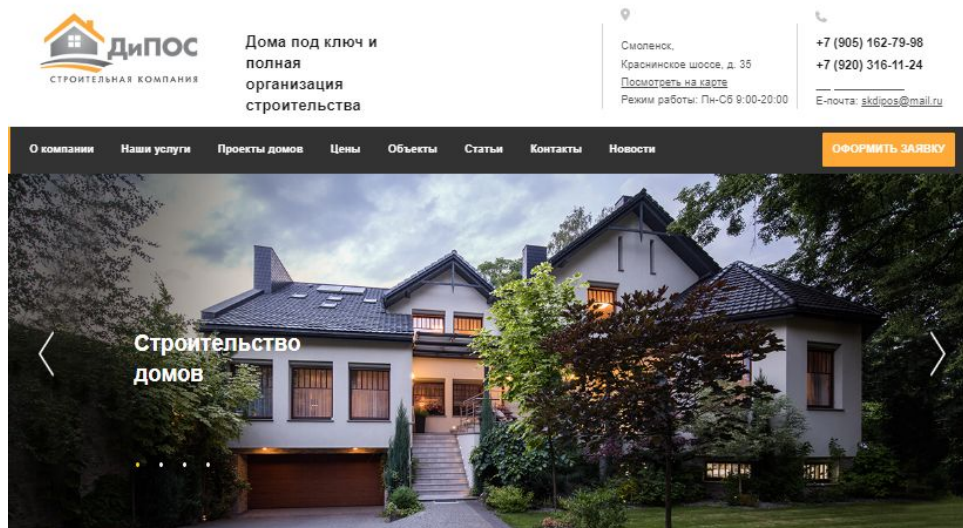 ДиПОС
СТРОИТЕЛЬНАЯ КОМПАНИЯ
Дома под ключ и
полная
организация
строительства
Смоленск,
Краснинское шоссе, д. 35
Посмотреть на карте
Режим работы: Пн-Сб 9:00-20:00
+7 (905) 162-79-98
+7 (920) 316-11-24
Е-почта: skdipos@mail.ru
О компании Наши услуги Проекты домов Цены Объекты Статьи Контакты Новости ОФОРМИТЬ ЗАЯВКУ
Строительство
домов